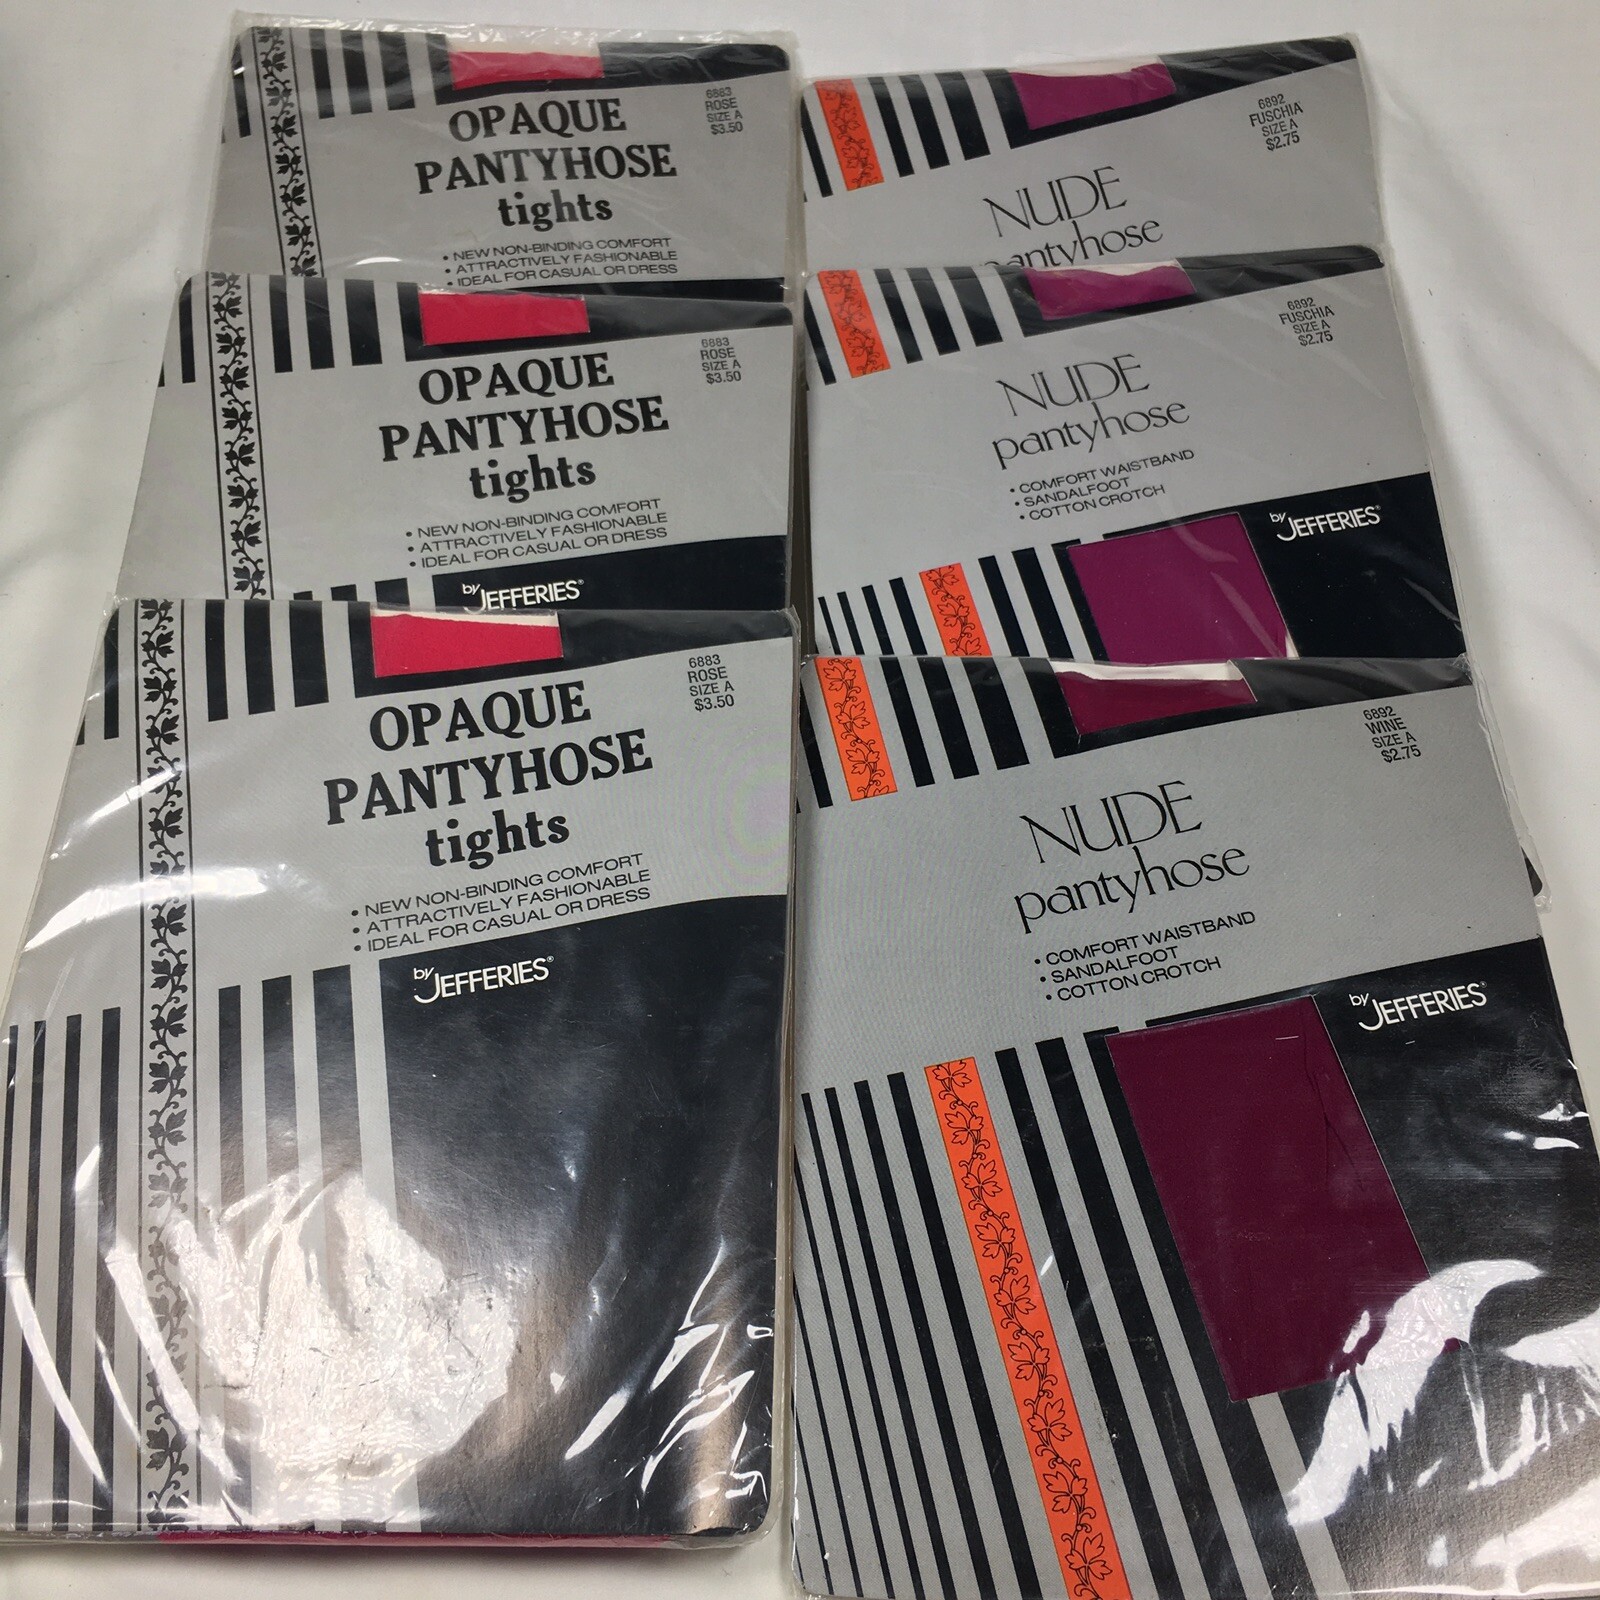 OPAQUE
PANTYHOSE
tights
• NEW NON-BINDING COMFORT
• ATTRACTIVELY FASHIONABLE
• IDEAL FOR CASUAL OR DRESS
6883
ROSE
SIZE A
$3.50
OPAQUE
PANTYHOSE
tights
• NEW NON-BINDING COMFORT
• ATTRACTIVELY FASHIONABLE
• IDEAL FOR CASUAL OR DRESS
6883
ROSE
SIZE A
$3.50
by JEFFERIES®
OPAQUE
PANTYHOSE
tights
• NEW NON-BINDING COMFORT
• ATTRACTIVELY FASHIONABLE
• IDEAL FOR CASUAL OR DRESS
6883
ROSE
SIZE A
$3.50
by JEFFERIES®
6892
FUSCHIA
SIZE A
$2.75
NUDE
pantyhose
6892
FUSCHIA
SIZE A
$2.75
NUDE
pantyhose
• COMFORT WAISTBAND
• SANDALFOOT
• COTTON CROTCH
by JEFFERIES®
6892
WINE
SIZE A
$2.75
NUDE
pantyhose
• COMFORT WAISTBAND
• SANDALFOOT
• COTTON CROTCH
by JEFFERIES®